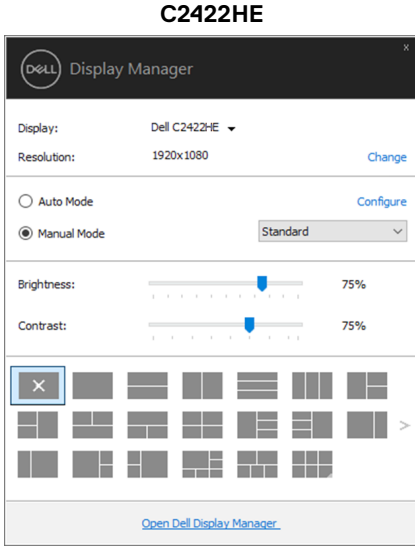 C2422HE
x
DELL Display Manager
Display: Dell C2422HE
Resolution: 1920x1080 Change
Auto Mode Configure
Manual Mode Standard
Brightness: 75%
Contrast: 75%
Open Dell Display Manager